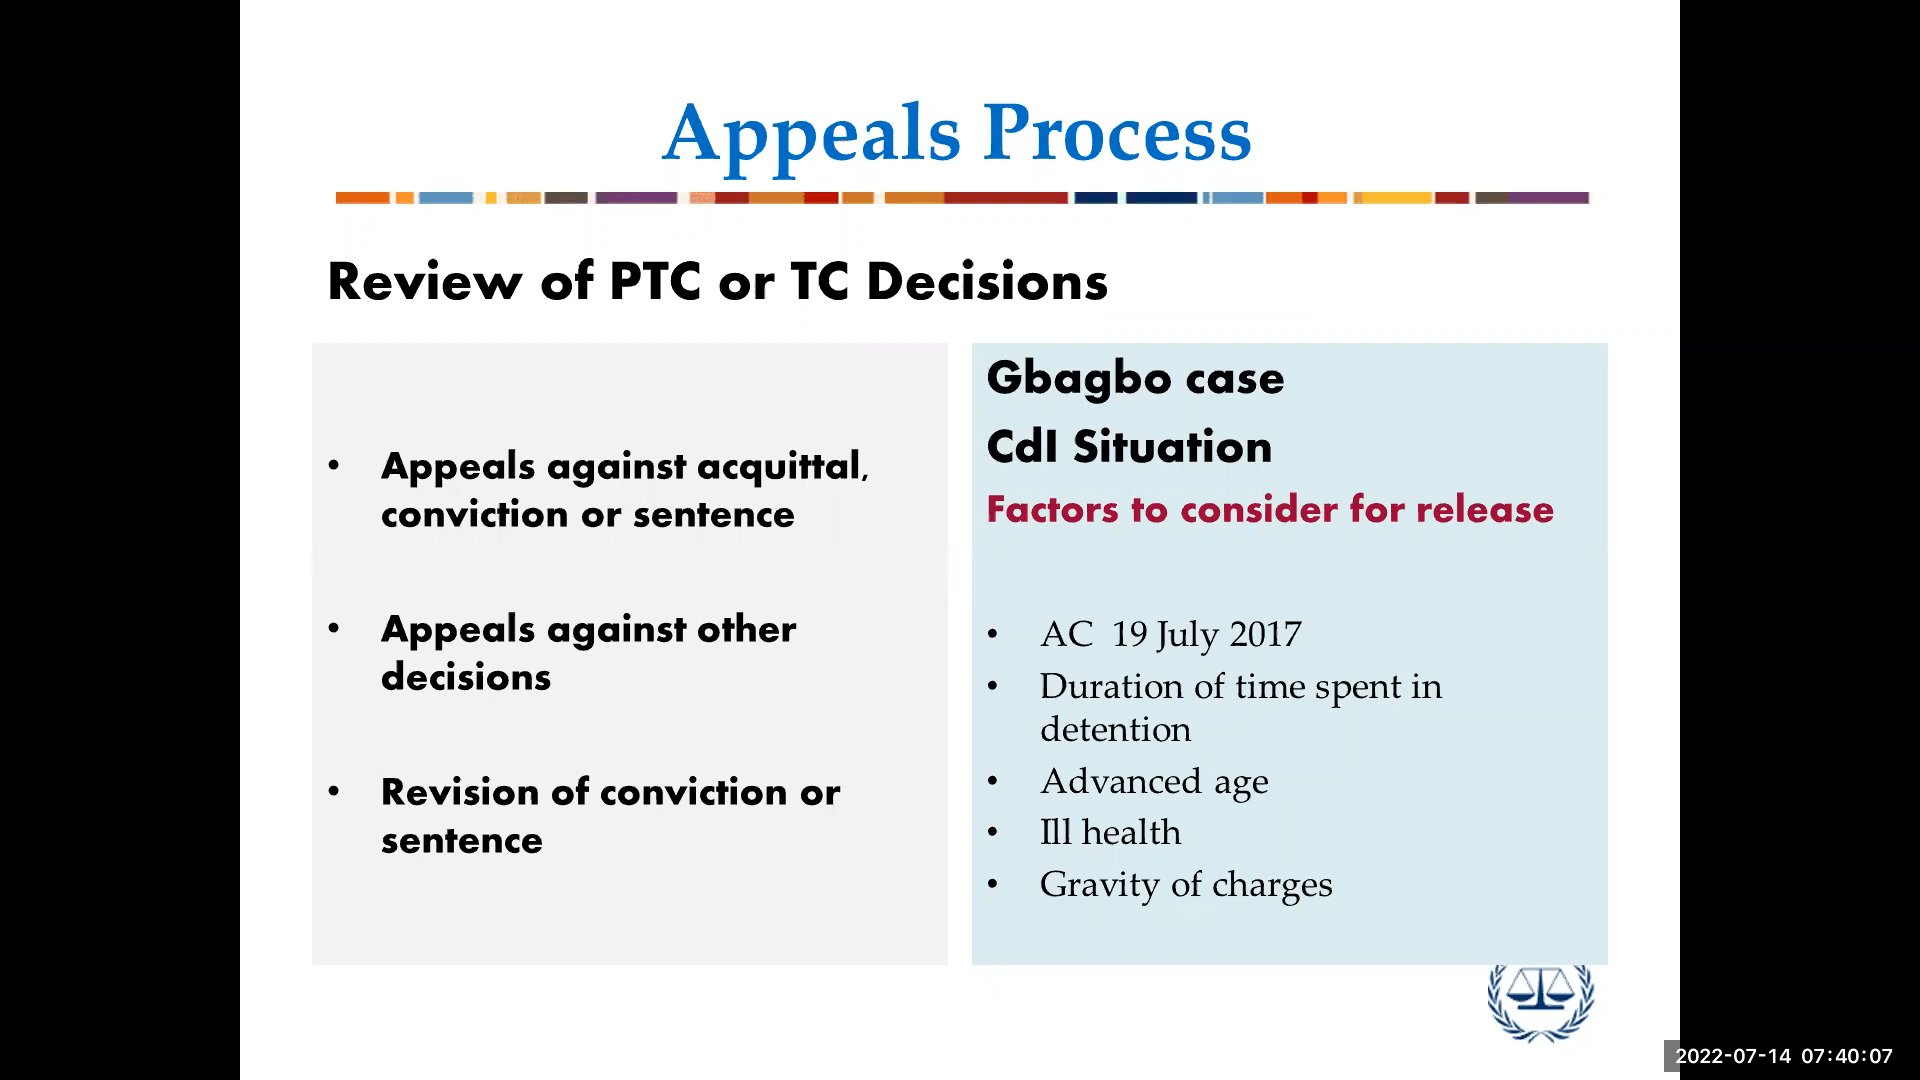 Appeals Process
Review of PTC or TC Decisions
• Appeals against acquittal,
conviction or sentence
• Appeals against other
decisions
• Revision of conviction or
sentence
Gbagbo case
CdI Situation
Factors to consider for release
• AC 19 July 2017
• Duration of time spent in
detention
• Advanced age
• Ill health
• Gravity of charges
2022-07-14 07:40:07